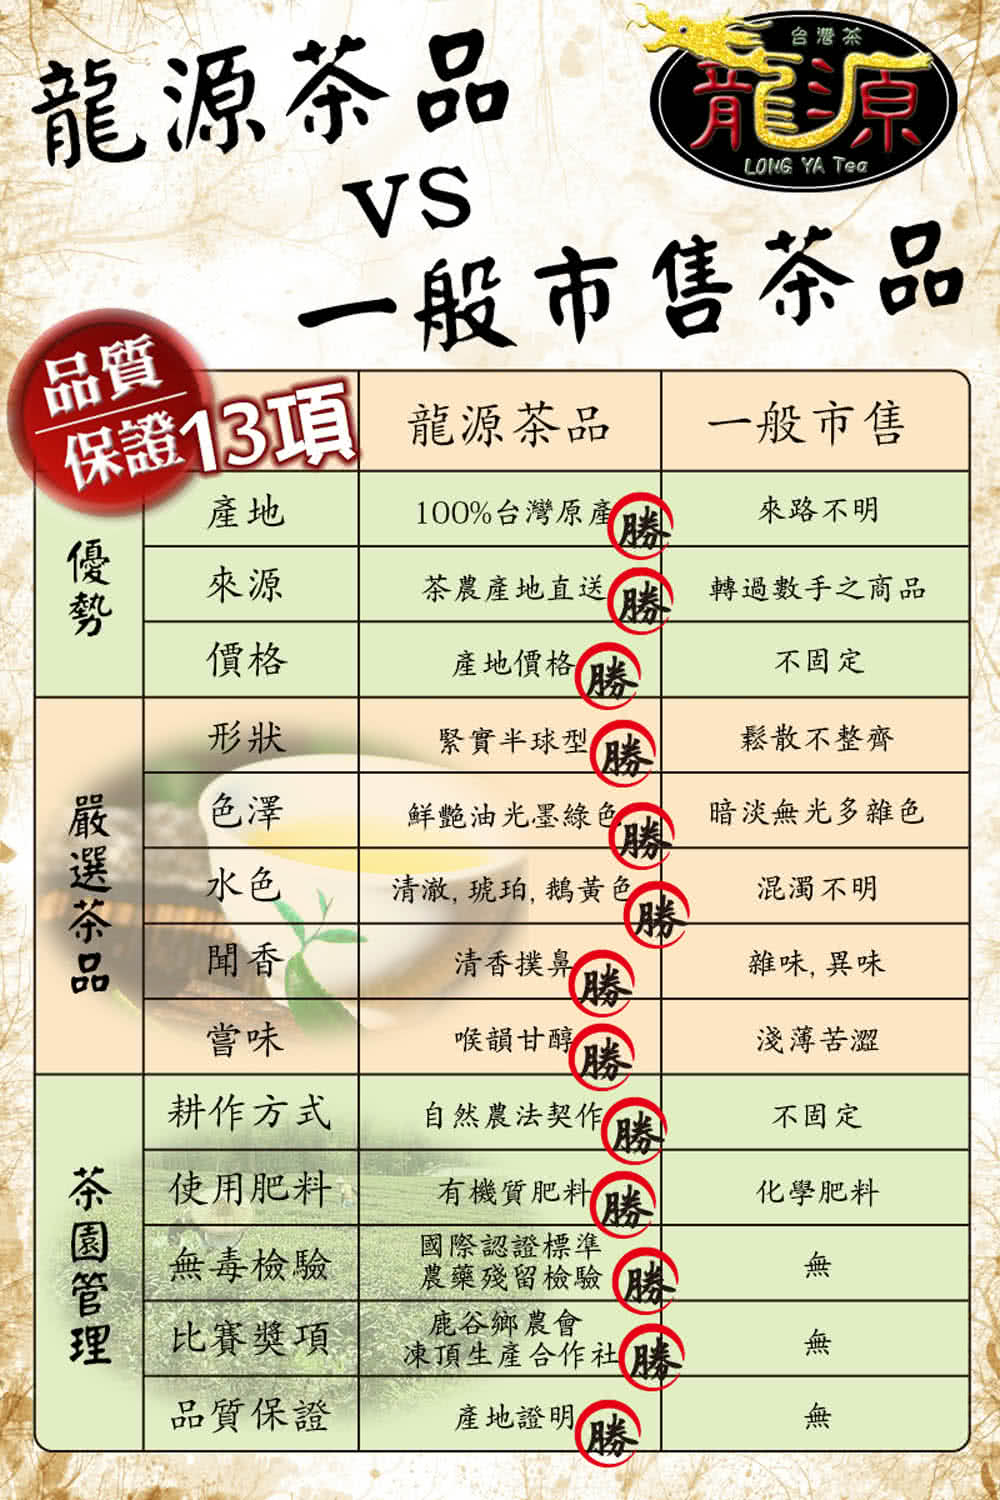 龍源茶品
vs
一般市售茶品
台灣茶
龍源
LONG YA Tea
品質
保證13項
龍源茶品 一般市售
優勢
產地 100%台灣原產 勝 來路不明
來源 茶農產地直送 勝 轉過數手之商品
價格 產地價格 勝 不固定
嚴選茶品
形狀 緊實半球型 勝 鬆散不整齊
色澤 鮮艷油光墨綠色 勝 暗淡無光多雜色
水色 清澈, 琥珀, 鵝黃色 勝 混濁不明
聞香 清香撲鼻 勝 雜味, 異味
嘗味 喉韻甘醇 勝 淺薄苦澀
茶園管理
耕作方式 自然農法契作 勝 不固定
使用肥料 有機質肥料 勝 化學肥料
無毒檢驗 國際認證標準
農藥殘留檢驗 勝 無
比賽獎項 鹿谷鄉農會
凍頂生產合作社 勝 無
品質保證 產地證明 勝 無